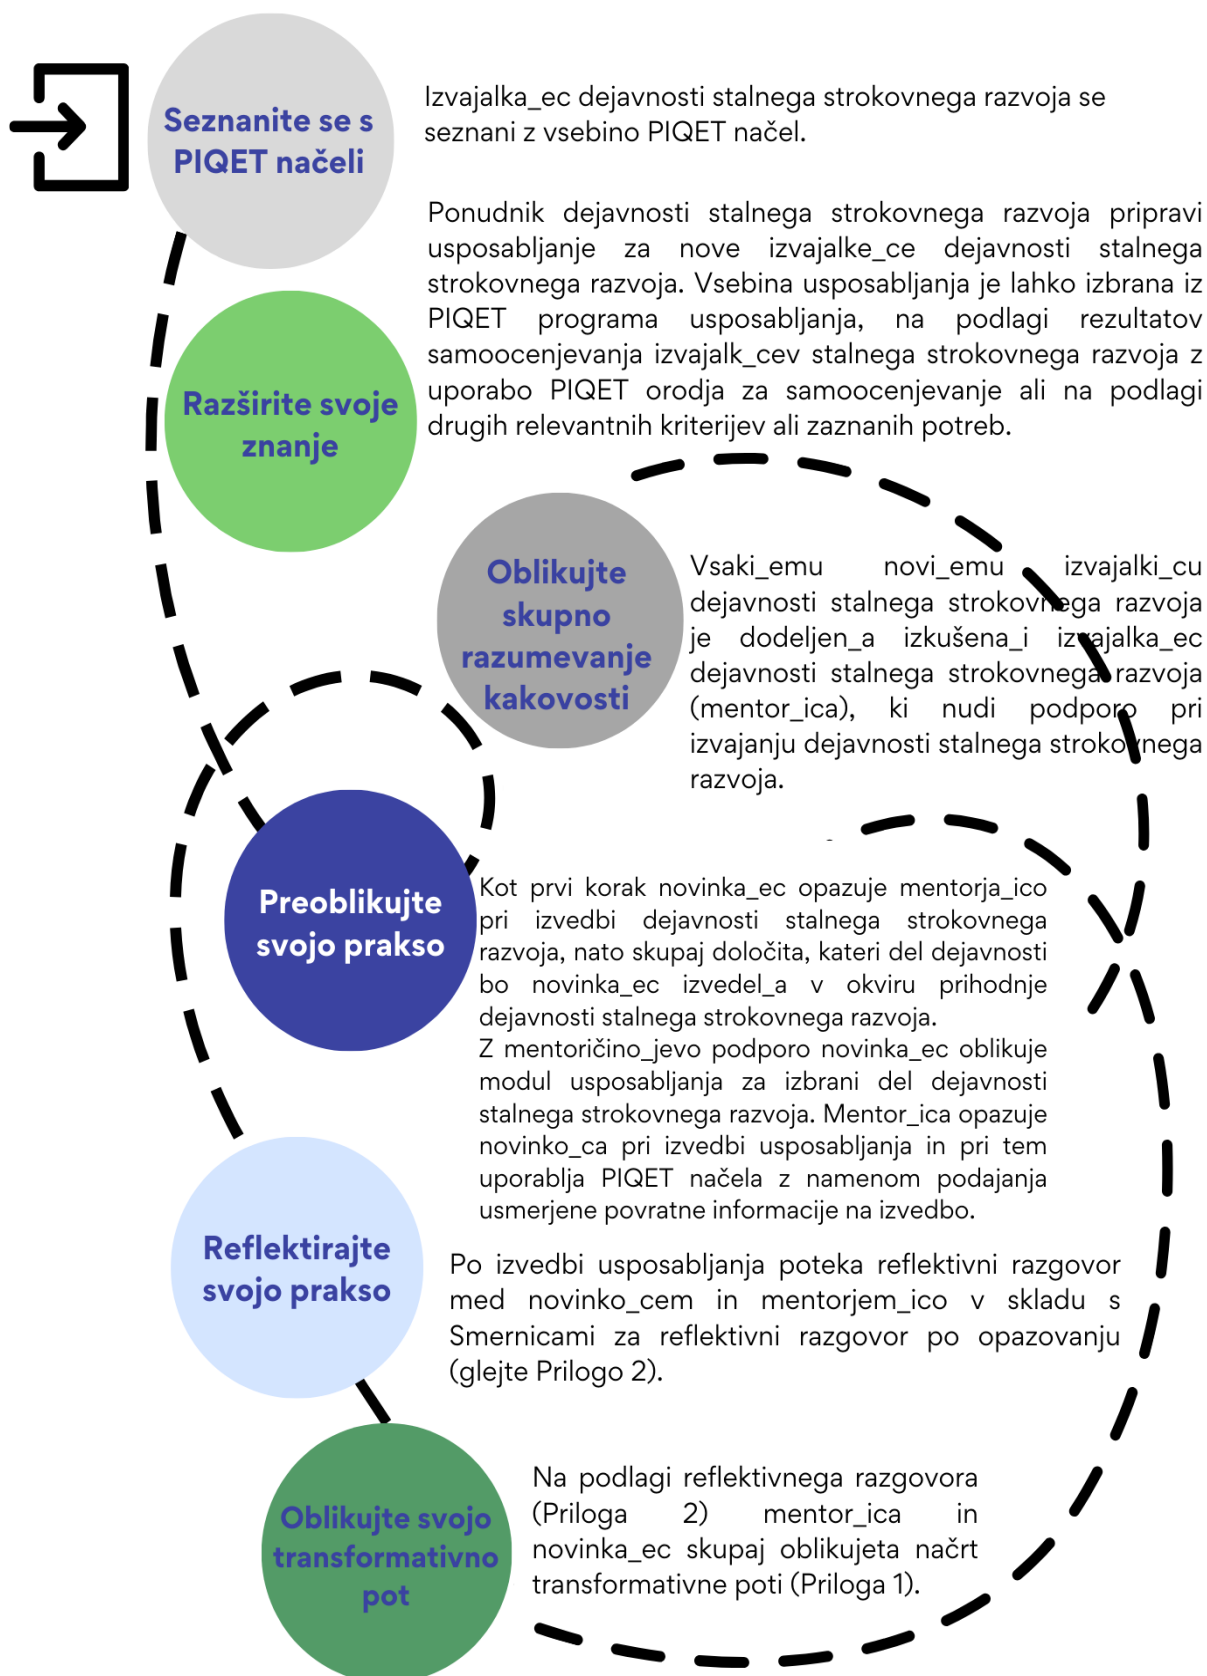 Seznanite se s
PIQET načeli
Izvajalka_ec dejavnosti stalnega strokovnega razvoja se
seznani z vsebino PIQET načel.
Razširite svoje
znanje
Ponudnik dejavnosti stalnega strokovnega razvoja pripravi
usposabljanje za nove izvajalke_ce dejavnosti stalnega
strokovnega razvoja. Vsebina usposabljanja je lahko izbrana iz
PIQET programa usposabljanja, na podlagi rezultatov
samoocenjevanja izvajalk_cev stalnega strokovnega razvoja z
uporabo PIQET orodja za samoocenjevanje ali na podlagi
drugih relevantnih kriterijev ali zaznanih potreb.
Oblikujte
skupno
razumevanje
kakovosti
Vsaki_emu novi_emu izvajalki_cu
dejavnosti stalnega strokovnega razvoja
je dodeljen_a izkušena_i izvajalka_ec
dejavnosti stalnega strokovnega razvoja
(mentor_ica), ki nudi podporo pri
izvajanju dejavnosti stalnega strokovnega
razvoja.
Preoblikujte
svojo prakso
Kot prvi korak novinka_ec opazuje mentorja_ico
pri izvedbi dejavnosti stalnega strokovnega
razvoja, nato skupaj določita, kateri del dejavnosti
bo novinka_ec izvedel_a v okviru prihodnje
dejavnosti stalnega strokovnega razvoja.
Z mentoričino_jevo podporo novinka_ec oblikuje
modul usposabljanja za izbrani del dejavnosti
stalnega strokovnega razvoja. Mentor_ica opazuje
novinko_ca pri izvedbi usposabljanja in pri tem
uporablja PIQET načela z namenom podajanja
usmerjene povratne informacije na izvedbo.
Reflektirajte
svojo prakso
Po izvedbi usposabljanja poteka reflektivni razgovor
med novinko_cem in mentorjem_ico v skladu s
Smernicami za reflektivni razgovor po opazovanju
(glejte Prilogo 2).
Oblikujte svojo
transformativno
pot
Na podlagi reflektivnega razgovora
(Priloga 2) mentor_ica in
novinka_ec skupaj oblikujeta načrt
transformativne poti (Priloga 1).